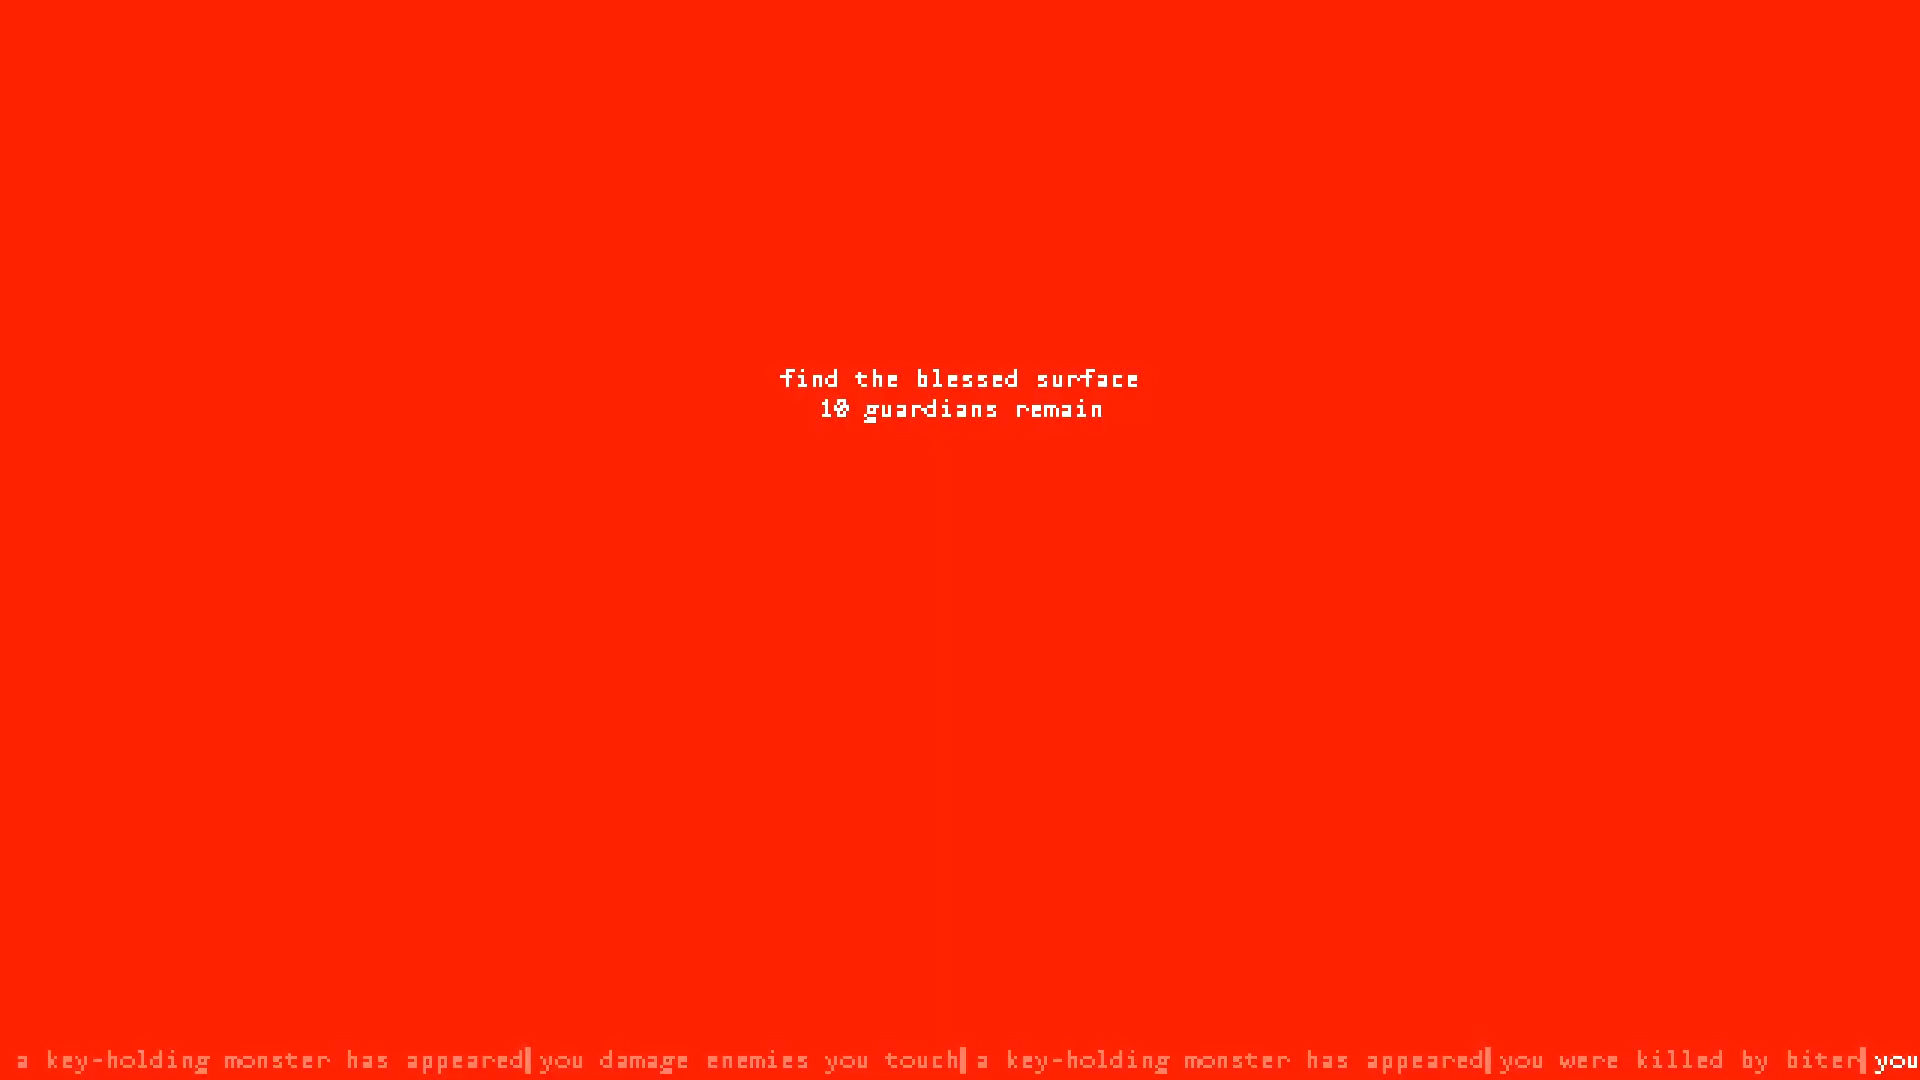 find the blessed surface
10 guardians remain
a key-holding monster has appeared| you damage enemies you touch| a key-holding monster has appeared| you were killed by biter| you